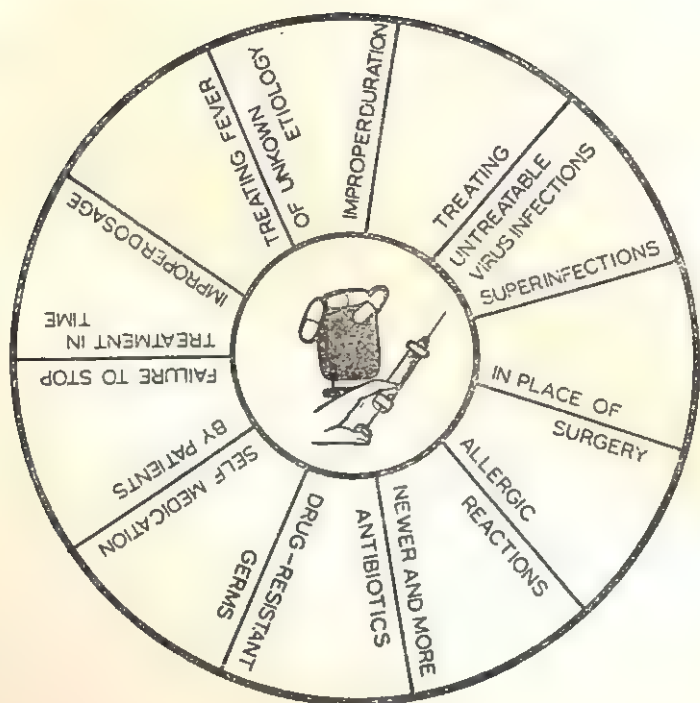 IMPROPERDURATION
TREATING
UNTREATABLE
VIRUS INFECTIONS
SUPERINFECTIONS
IN PLACE OF
SURGERY
ALLERGIC
REACTIONS
NEWER AND MORE
ANTIBIOTICS
DRUG-RESISTANT
GERMS
SELF MEDICATION
BY PATIENTS
FAILURE TO STOP
TREATMENT IN
TIME
IMPROPERDOSAGE
TREATING FEVER
OF UNKOWN
ETIOLOGY